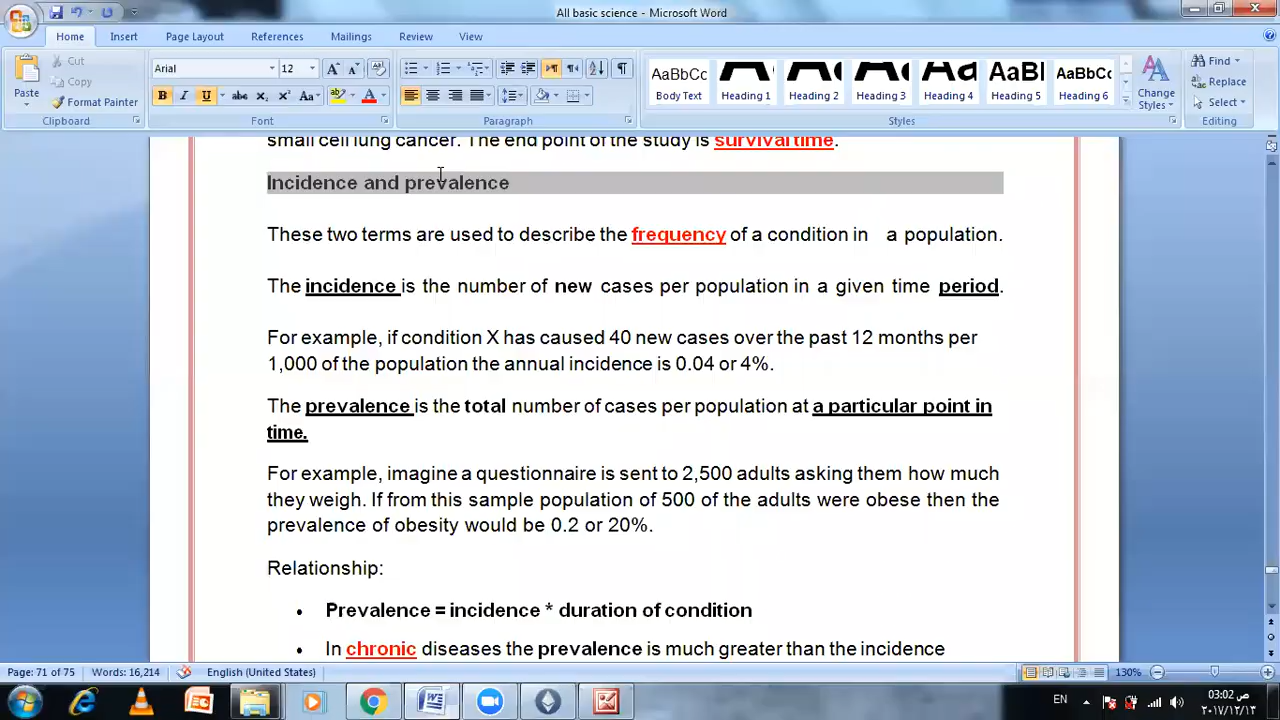 All basic science - Microsoft Word
Home Insert Page Layout References Mailings Review View
Cut
Copy
Format Painter
Paste
Clipboard
Arial 12
Font
Paragraph
AaBbCc AaBbC AaBbCc
Body Text Heading 1 Heading 2 Heading 3 Heading 4 Heading 5 Heading 6
Change Styles
Styles
Find
Replace
Select
Editing
small cell lung cancer. The end point of the study is survival time.
Incidence and prevalence
These two terms are used to describe the frequency of a condition in a population.
The incidence is the number of new cases per population in a given time period.
For example, if condition X has caused 40 new cases over the past 12 months per
1,000 of the population the annual incidence is 0.04 or 4%.
The prevalence is the total number of cases per population at a particular point in
time.
For example, imagine a questionnaire is sent to 2,500 adults asking them how much
they weigh. If from this sample population of 500 of the adults were obese then the
prevalence of obesity would be 0.2 or 20%.
Relationship:
• Prevalence = incidence * duration of condition
• In chronic diseases the prevalence is much greater than the incidence
Page: 71 of 75 Words: 16,214 English (United States) 130%
EN
03:02 ص
٢٠١٧/١٢/١٣